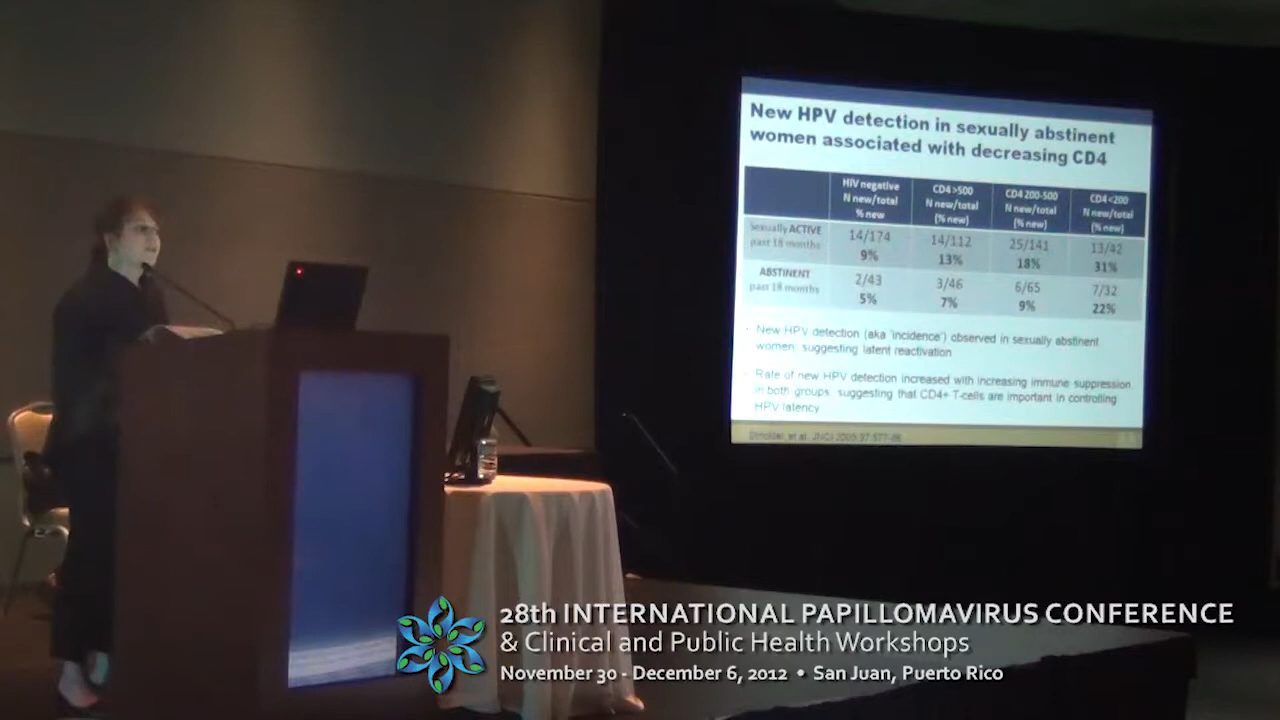 New HPV detection in sexually abstinent
women associated with decreasing CD4
HIV negative
N new/total
% new
CD4 >500
N new/total
(% new)
CD4 200-500
N new/total
(% new)
CD4 <200
N new/total
(% new)
Sexually ACTIVE
past 18 months
14/174
9%
14/112
13%
25/141
18%
13/42
31%
ABSTINENT
past 18 months
2/43
5%
3/46
7%
6/65
9%
7/32
22%
New HPV detection (aka 'incidence') observed in sexually abstinent
women, suggesting latent reactivation
Rate of new HPV detection increased with increasing immune suppression
in both groups, suggesting that CD4+ T-cells are important in controlling
HPV latency
et al. JNCI 2005
28th INTERNATIONAL PAPILLOMAVIRUS CONFERENCE
& Clinical and Public Health Workshops
November 30 - December 6, 2012 • San Juan, Puerto Rico